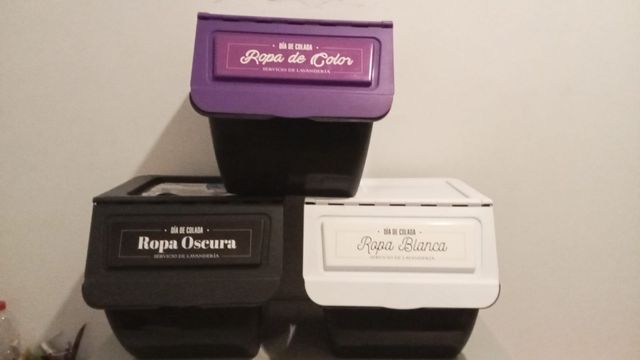 DÍA DE COLADA
Ropa de Color
SERVICIO DE LAVANDERÍA
DÍA DE COLADA
Ropa Oscura
SERVICIO DE LAVANDERÍA
DÍA DE COLADA
Ropa Blanca
SERVICIO DE LAVANDERÍA